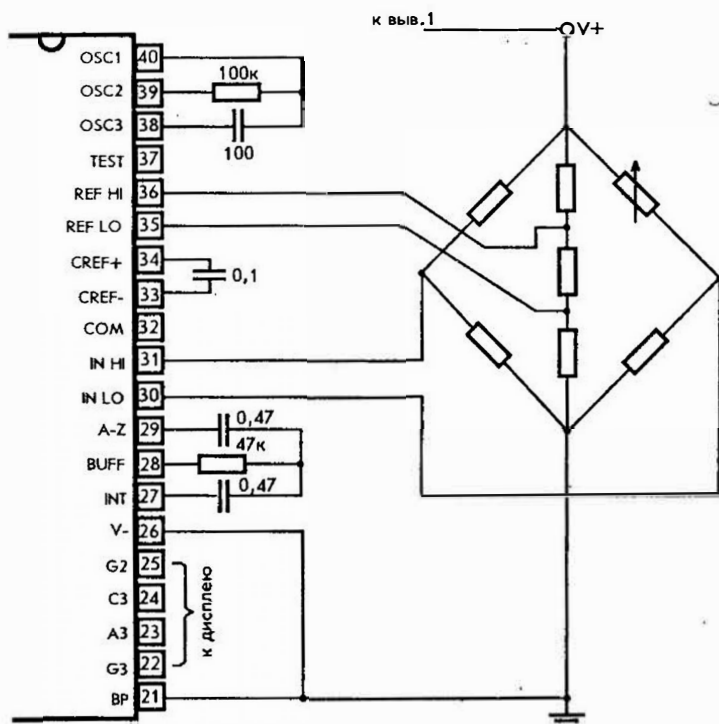 к выв.1
V+
OSC1 40
OSC2 39 100к
OSC3 38 100
TEST 37
REF HI 36
REF LO 35
CREF+ 34
0,1
CREF- 33
COM 32
IN HI 31
IN LO 30
A-Z 29 0,47
BUFF 28 47к
INT 27 0,47
V- 26
G2 25
C3 24
A3 23
G3 22
к дисплею
BP 21